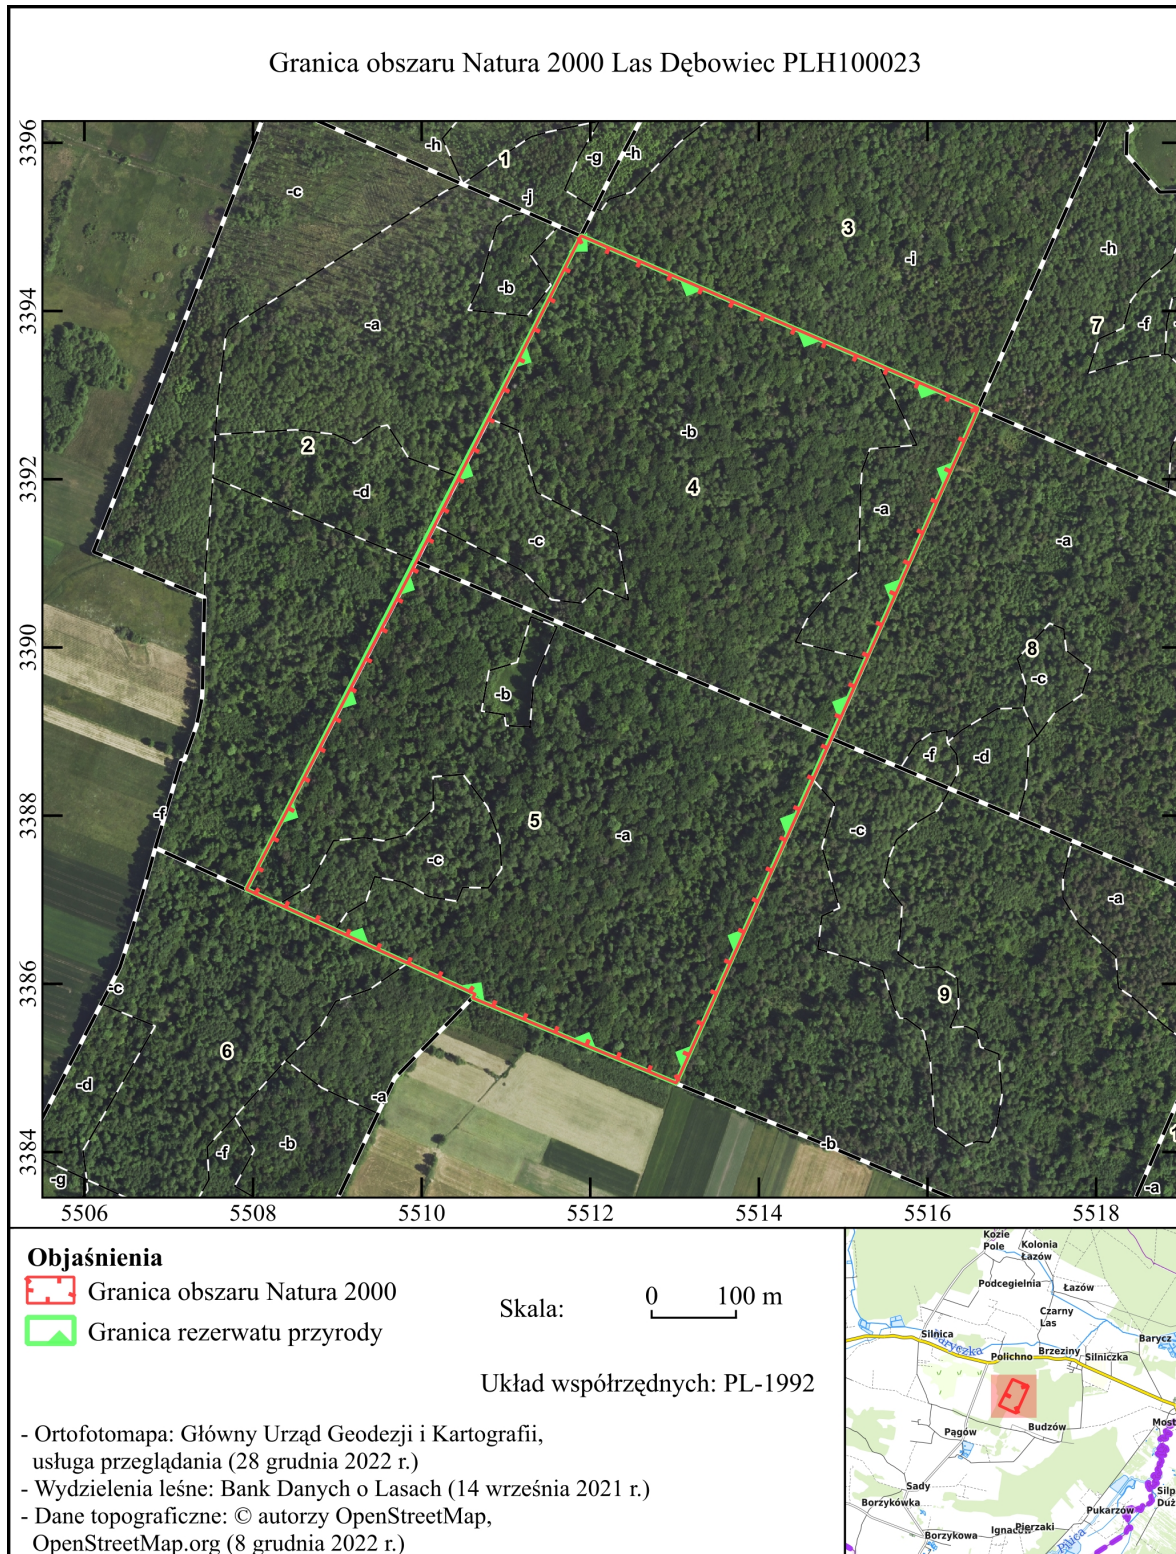 Granica obszaru Natura 2000 Las Dębowiec PLH100023
3396
3394
3392
3390
3388
3386
3384
-h
1
-g
-h
-c
-j
3
-i
-h
-b
-a
7
-f
-b
2
4
-d
-a
-c
-a
8
-c
-b
-f
-d
-f
5
-a
-c
-c
-a
-c
9
6
-d
-a
-b
-f
-b
-g
-a
5506 5508 5510 5512 5514 5516 5518
Objaśnienia
Granica obszaru Natura 2000
Granica rezerwatu przyrody
Skala:
0 100 m
Układ współrzędnych: PL-1992
- Ortofotomapa: Główny Urząd Geodezji i Kartografii,
usługa przeglądania (28 grudnia 2022 r.)
- Wydzielenia leśne: Bank Danych o Lasach (14 września 2021 r.)
- Dane topograficzne: © autorzy OpenStreetMap,
OpenStreetMap.org (8 grudnia 2022 r.)
Kozie
Pole
Kolonia
Łazów
Podcegielnia
Łazów
Czarny
Las
Silnica
Barycz
Brzeziny
Polichno
Silniczka
Most
Budzów
Pągów
Sady
Borzykówka
Silp
Duż
Pukarzów
Pierzaki
Borzykowa
Pilica